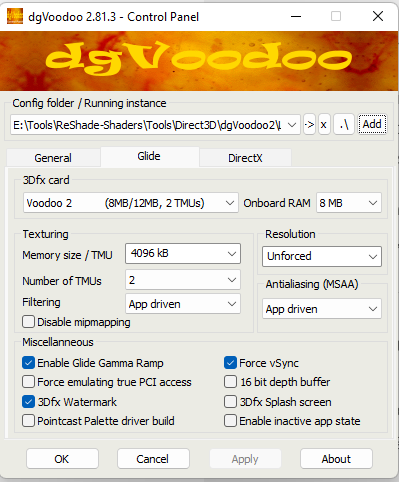 dgVoodoo 2.81.3 - Control Panel
dgVoodoo
Config folder / Running instance
E:\Tools\ReShade-Shaders\Tools\Direct3D\dgVoodoo2\ -> x .\ Add
General Glide DirectX
3Dfx card
Voodoo 2 (8MB/12MB, 2 TMUs) Onboard RAM 8 MB
Texturing Resolution
Memory size / TMU 4096 kB Unforced
Number of TMUs 2 Antialiasing (MSAA)
Filtering App driven App driven
Disable mipmapping
Miscellaneous
Enable Glide Gamma Ramp Force vSync
Force emulating true PCI access 16 bit depth buffer
3Dfx Watermark 3Dfx Splash screen
Pointcast Palette driver build Enable inactive app state
OK Cancel Apply About